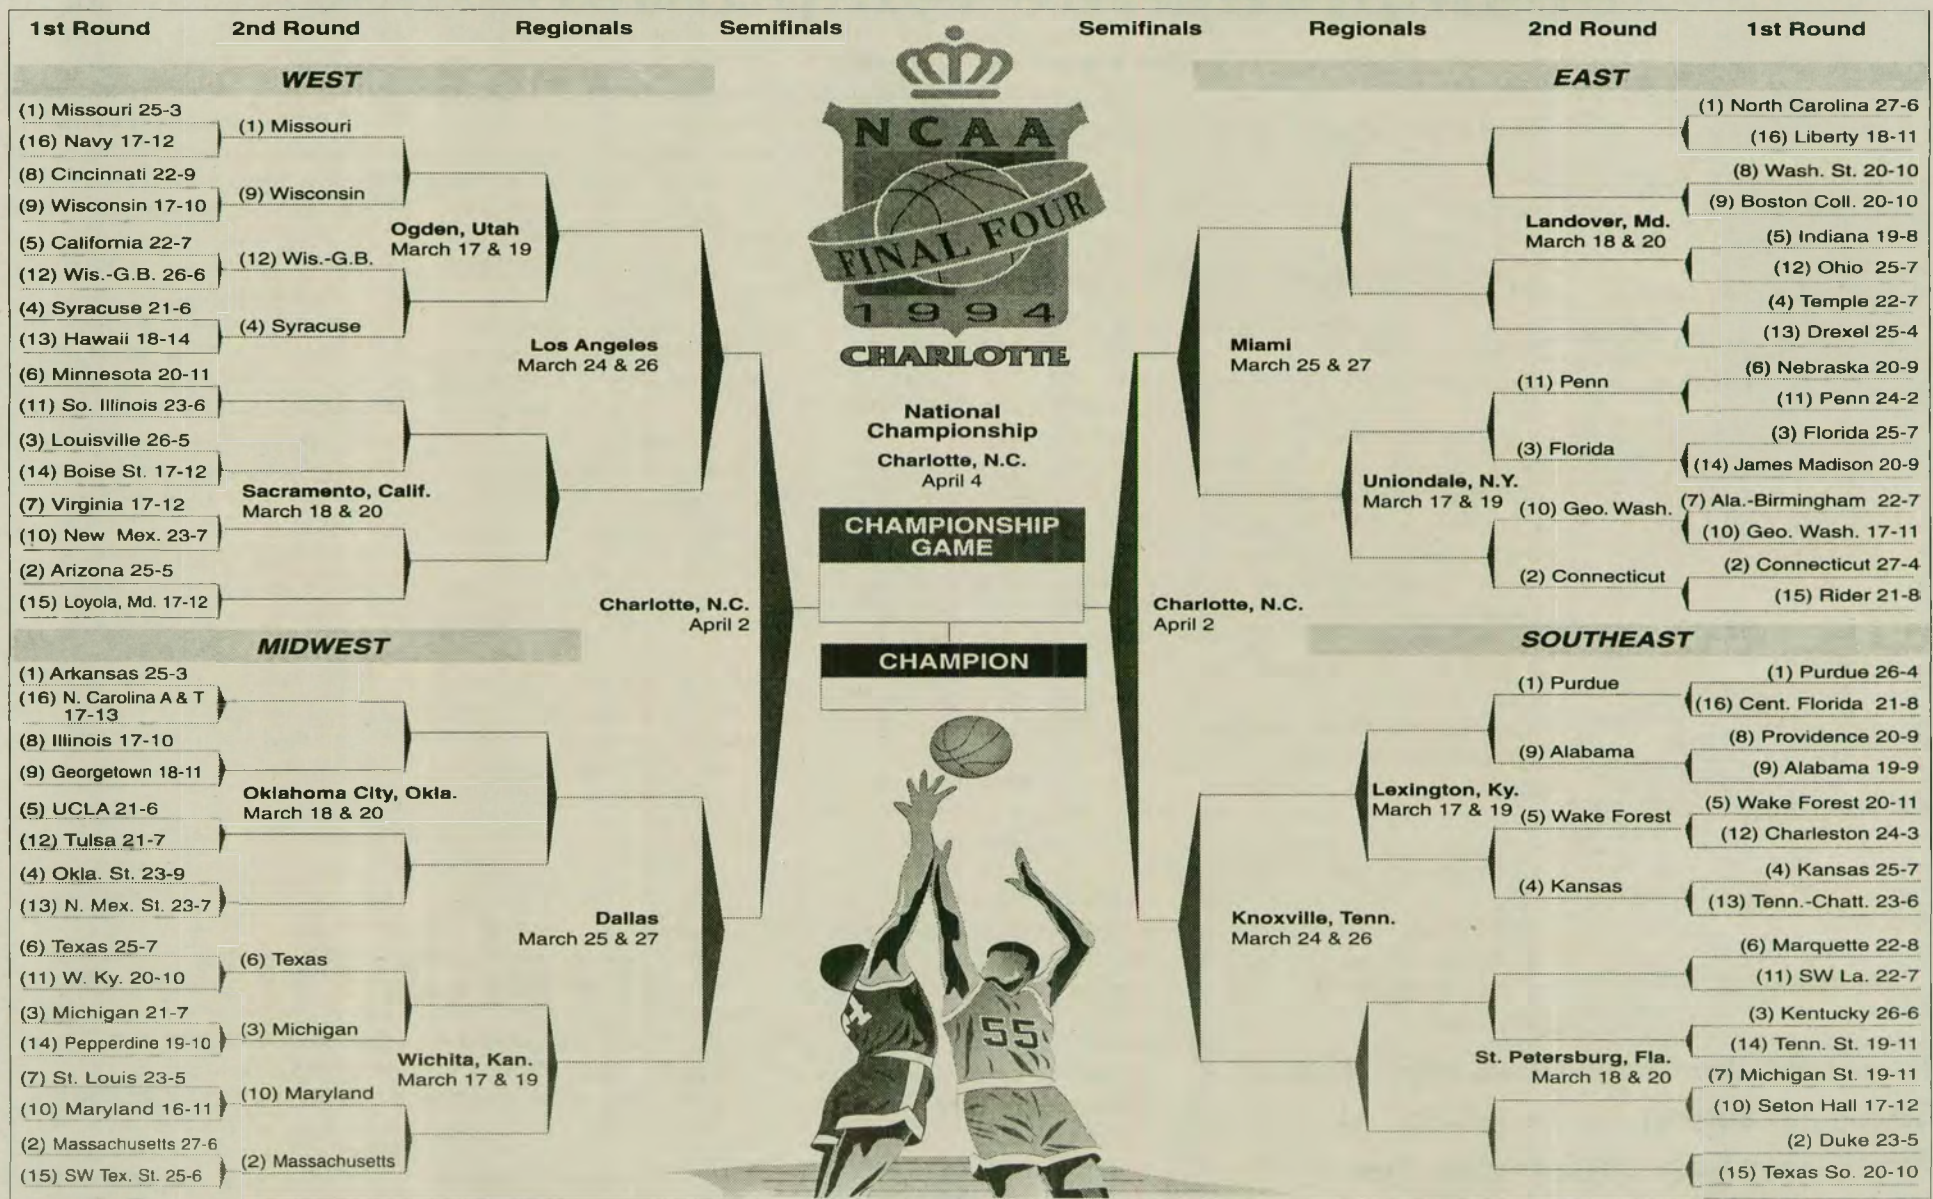 1st Round
2nd Round
Regionals
Semifinals
Semifinals
Regionals
2nd Round
1st Round
WEST
(1) Missouri 25-3
(16) Navy 17-12
(8) Cincinnati 22-9
(9) Wisconsin 17-10
(5) California 22-7
(12) Wis.-G.B. 26-6
(4) Syracuse 21-6
(13) Hawaii 18-14
(6) Minnesota 20-11
(11) So. Illinois 23-6
(3) Louisville 26-5
(14) Boise St. 17-12
(7) Virginia 17-12
(10) New Mex. 23-7
(2) Arizona 25-5
(15) Loyola, Md. 17-12
(1) Missouri
(9) Wisconsin
(12) Wis.-G.B.
(4) Syracuse
Ogden, Utah
March 17 & 19
Sacramento, Calif.
March 18 & 20
Los Angeles
March 24 & 26
MIDWEST
(1) Arkansas 25-3
(16) N. Carolina A & T
17-13
(8) Illinois 17-10
(9) Georgetown 18-11
(5) UCLA 21-6
(12) Tulsa 21-7
(4) Okla. St. 23-9
(13) N. Mex. St. 23-7
(6) Texas 25-7
(11) W. Ky. 20-10
(3) Michigan 21-7
(14) Pepperdine 19-10
(7) St. Louis 23-5
(10) Maryland 16-11
(2) Massachusetts 27-6
(15) SW Tex. St. 25-6
Oklahoma City, Okla.
March 18 & 20
(6) Texas
(3) Michigan
(10) Maryland
(2) Massachusetts
Wichita, Kan.
March 17 & 19
Dallas
March 25 & 27
Charlotte, N.C.
April 2
NCAA
FINAL FOUR
1994
CHARLOTTE
National
Championship
Charlotte, N.C.
April 4
CHAMPIONSHIP
GAME
CHAMPION
55
EAST
(1) North Carolina 27-6
(16) Liberty 18-11
(8) Wash. St. 20-10
(9) Boston Coll. 20-10
(5) Indiana 19-8
(12) Ohio 25-7
(4) Temple 22-7
(13) Drexel 25-4
(6) Nebraska 20-9
(11) Penn 24-2
(3) Florida 25-7
(14) James Madison 20-9
(7) Ala.-Birmingham 22-7
(10) Geo. Wash. 17-11
(2) Connecticut 27-4
(15) Rider 21-8
Landover, Md.
March 18 & 20
(11) Penn
(3) Florida
(10) Geo. Wash.
(2) Connecticut
Uniondale, N.Y.
March 17 & 19
Miami
March 25 & 27
Charlotte, N.C.
April 2
SOUTHEAST
(1) Purdue 26-4
(16) Cent. Florida 21-8
(8) Providence 20-9
(9) Alabama 19-9
(5) Wake Forest 20-11
(12) Charleston 24-3
(4) Kansas 25-7
(13) Tenn.-Chatt. 23-6
(6) Marquette 22-8
(11) SW La. 22-7
(3) Kentucky 26-6
(14) Tenn. St. 19-11
(7) Michigan St. 19-11
(10) Seton Hall 17-12
(2) Duke 23-5
(15) Texas So. 20-10
(1) Purdue
(9) Alabama
(5) Wake Forest
(4) Kansas
Lexington, Ky.
March 17 & 19
St. Petersburg, Fla.
March 18 & 20
Knoxville, Tenn.
March 24 & 26